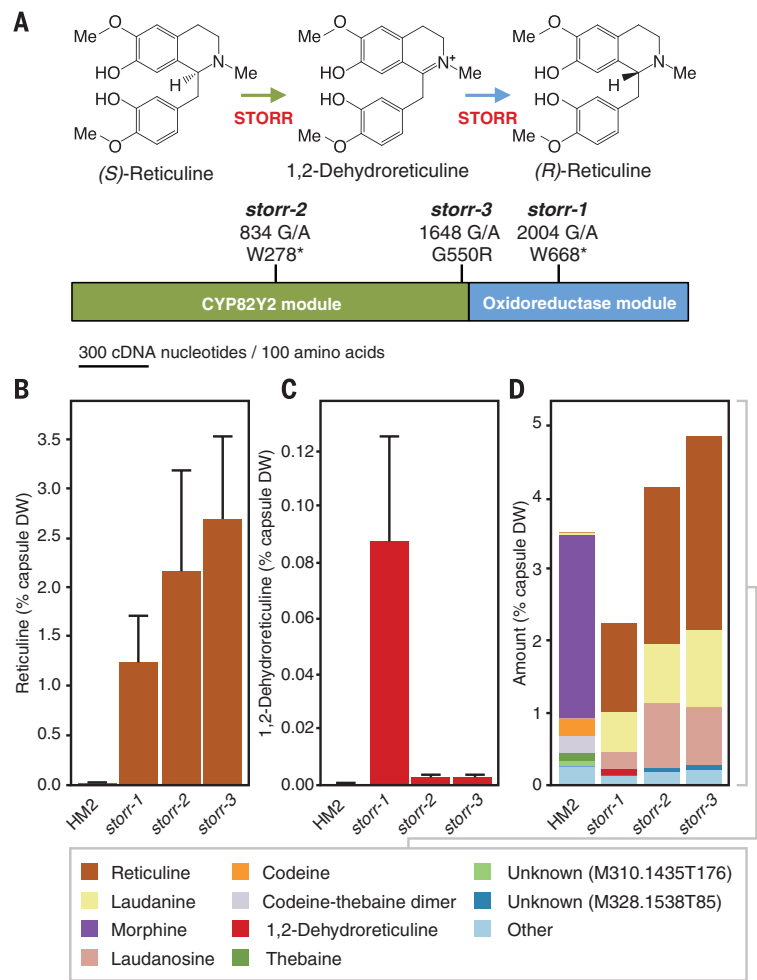 A
MeO
HO
H
N
Me
HO
MeO
(S)-Reticuline
STORR
MeO
HO
N+
Me
HO
MeO
1,2-Dehydroreticuline
STORR
MeO
HO
H
N
Me
HO
MeO
(R)-Reticuline
storr-2
834 G/A
W278*
storr-3
1648 G/A
G550R
storr-1
2004 G/A
W668*
CYP82Y2 module
Oxidoreductase module
300 cDNA nucleotides / 100 amino acids
B
Reticuline (% capsule DW)
3.5
3.0
2.5
2.0
1.5
1.0
0.5
0.0
HM2
storr-1
storr-2
storr-3
C
1,2-Dehydroreticuline (% capsule DW)
0.12
0.10
0.08
0.06
0.04
0.02
0.00
HM2
storr-1
storr-2
storr-3
D
Amount (% capsule DW)
5
4
3
2
1
0
HM2
storr-1
storr-2
storr-3
Reticuline
Laudanine
Morphine
Laudanosine
Codeine
Codeine-thebaine dimer
1,2-Dehydroreticuline
Thebaine
Unknown (M310.1435T176)
Unknown (M328.1538T85)
Other